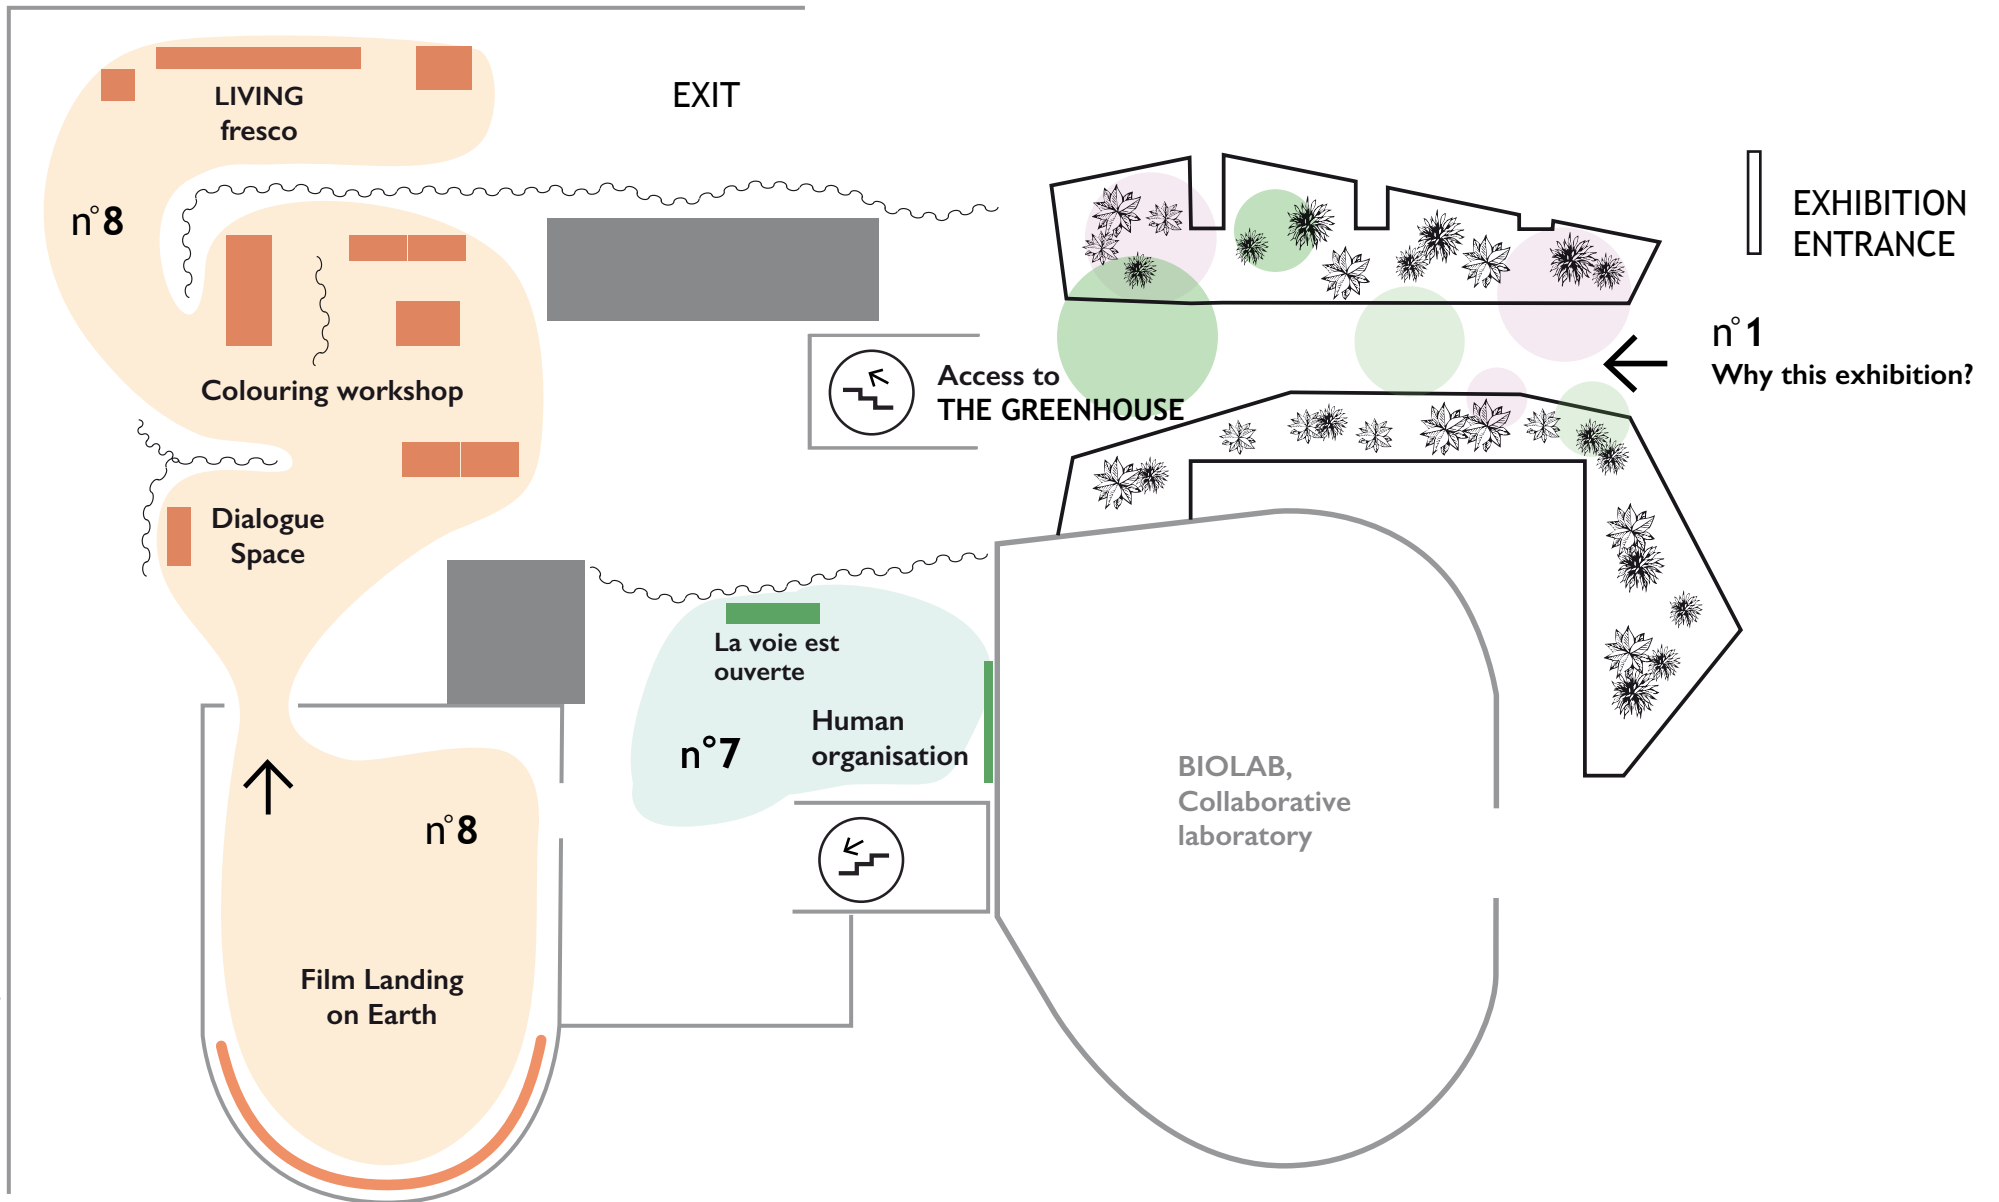 LIVING
fresco
EXIT
n°8
EXHIBITION
ENTRANCE
n°1
Why this exhibition?
Access to
THE GREENHOUSE
Colouring workshop
Dialogue
Space
La voie est
ouverte
n°7
Human
organisation
BIOLAB,
Collaborative
laboratory
n°8
Film Landing
on Earth